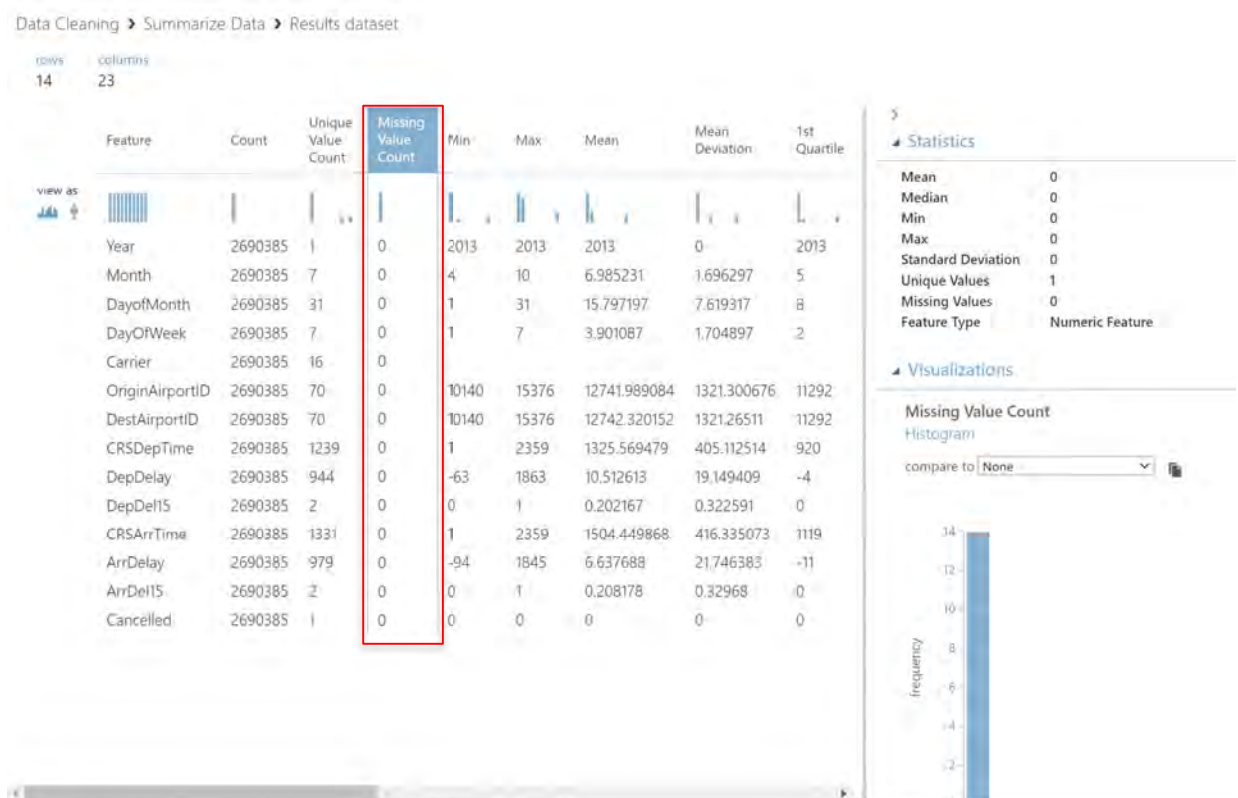 Data Cleaning > Summarize Data > Results dataset
rows columns
14 23
Feature Count Unique Value Count Missing Value Count Min Max Mean Mean Deviation 1st Quartile
view as
Year 2690385 1 0 2013 2013 2013 0 2013
Month 2690385 7 0 4 10 6.985231 1.696297 5
DayofMonth 2690385 31 0 1 31 15.797197 7.619317 8
DayOfWeek 2690385 7 0 1 7 3.901087 1.704897 2
Carrier 2690385 16 0
OriginAirportID 2690385 70 0 10140 15376 12741.989084 1321.300676 11292
DestAirportID 2690385 70 0 10140 15376 12742.320152 1321.26511 11292
CRSDepTime 2690385 1239 0 1 2359 1325.569479 405.112514 920
DepDelay 2690385 944 0 -63 1863 10.512613 19.149409 -4
DepDel15 2690385 2 0 0 1 0.202167 0.322591 0
CRSArrTime 2690385 1331 0 1 2359 1504.449868 416.335073 1119
ArrDelay 2690385 979 0 -94 1845 6.637688 21.746383 -11
ArrDel15 2690385 2 0 0 1 0.208178 0.32968 0
Cancelled 2690385 1 0 0 0 0 0 0
Statistics
Mean 0
Median 0
Min 0
Max 0
Standard Deviation 0
Unique Values 1
Missing Values 0
Feature Type Numeric Feature
Visualizations
Missing Value Count
Histogram
compare to None
14
12
10
8
6
4
2
frequency